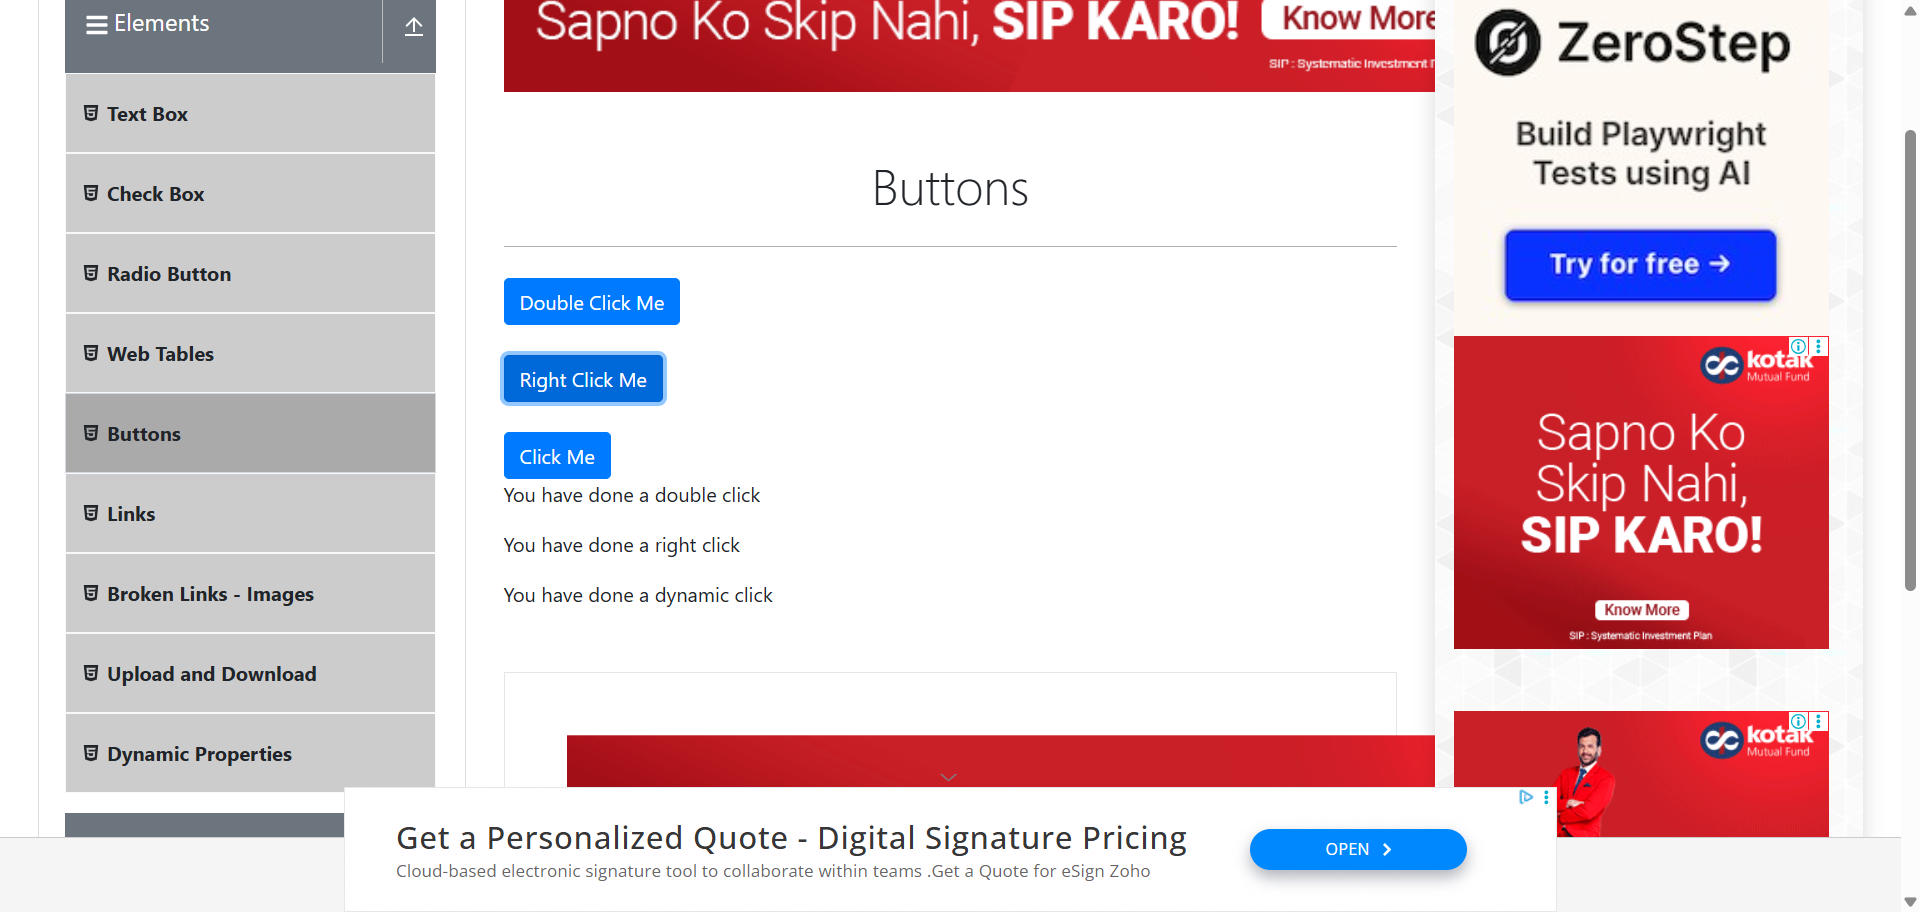 Elements
Text Box
Check Box
Radio Button
Web Tables
Buttons
Links
Broken Links - Images
Upload and Download
Dynamic Properties
Sapno Ko Skip Nahi, SIP KARO!
Know More
SIP : Systematic Investment
Buttons
Double Click Me
Right Click Me
Click Me
You have done a double click
You have done a right click
You have done a dynamic click
ZeroStep
Build Playwright
Tests using AI
Try for free →
kotak
Mutual Fund
Sapno Ko
Skip Nahi,
SIP KARO!
Know More
SIP : Systematic Investment Plan
kotak
Mutual Fund
Get a Personalized Quote - Digital Signature Pricing
Cloud-based electronic signature tool to collaborate within teams .Get a Quote for eSign Zoho
OPEN